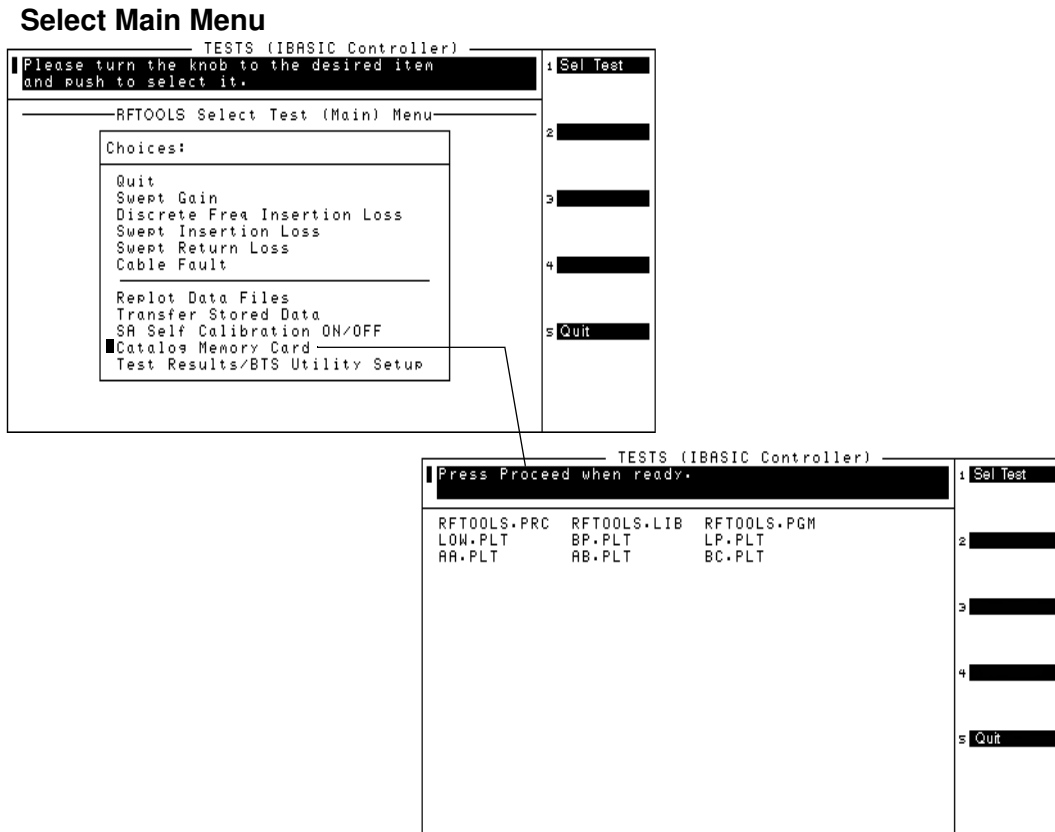 Select Main Menu
TESTS (IBASIC Controller)
Please turn the knob to the desired item
and push to select it.
1 Sel Test
RFTOOLS Select Test (Main) Menu
2
Choices:
Quit
Swept Gain
3
Discrete Freq Insertion Loss
Swept Insertion Loss
Swept Return Loss
Cable Fault
4
Replot Data Files
Transfer Stored Data
SA Self Calibration ON/OFF
5 Quit
Catalog Memory Card
Test Results/BTS Utility Setup
TESTS (IBASIC Controller)
Press Proceed when ready.
1 Sel Test
RFTOOLS.PRC RFTOOLS.LIB RFTOOLS.PGM
LOW.PLT BP.PLT LP.PLT
2
AA.PLT AB.PLT BC.PLT
3
4
5 Quit